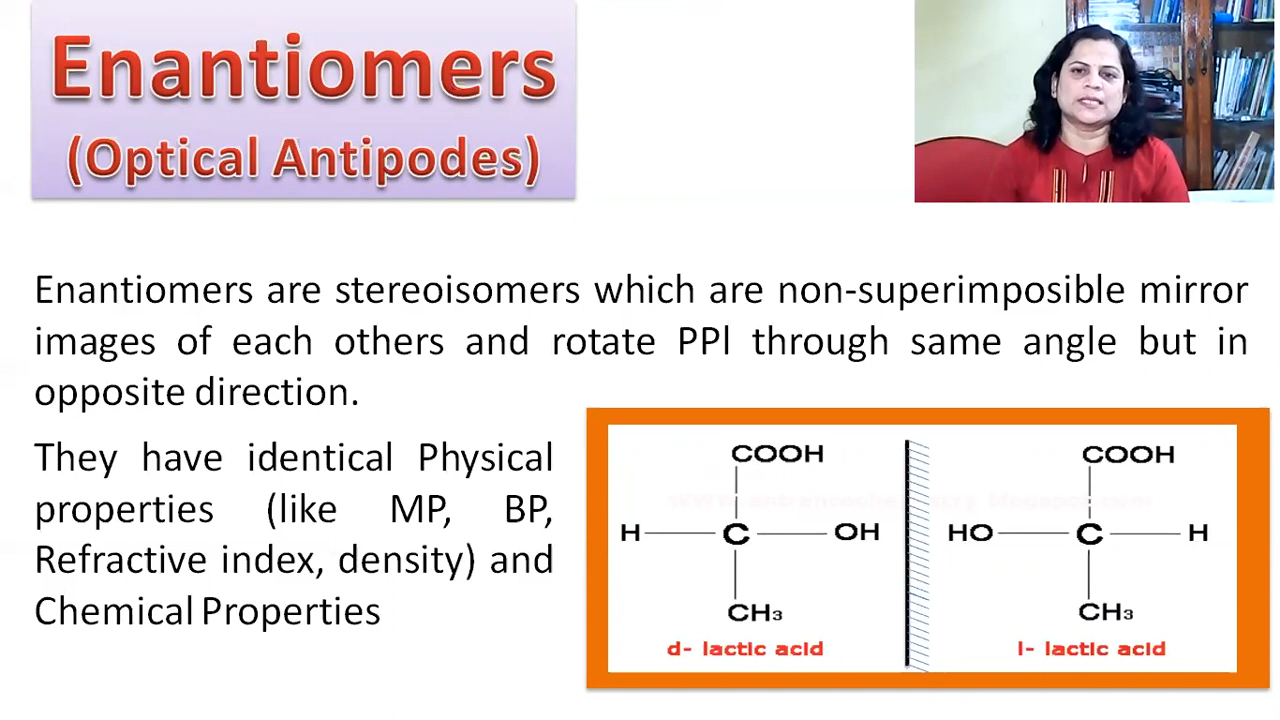 Enantiomers
(Optical Antipodes)
Enantiomers are stereoisomers which are non-superimposible mirror
images of each others and rotate PPl through same angle but in
opposite direction.
They have identical Physical
properties (like MP, BP,
Refractive index, density) and
Chemical Properties
COOH
H C OH
CH₃
d- lactic acid
COOH
HO C H
CH₃
l- lactic acid